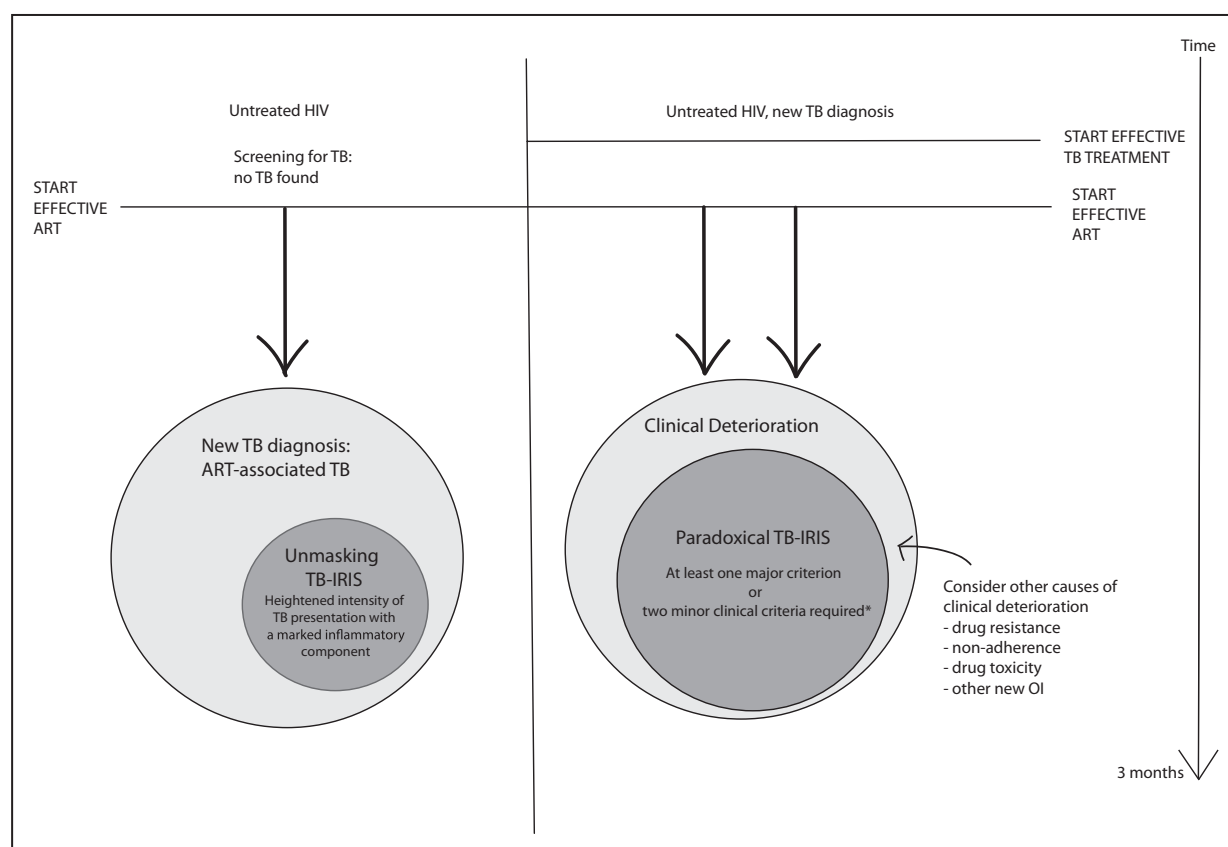 Time
Untreated HIV
Screening for TB:
no TB found
START
EFFECTIVE
ART
New TB diagnosis:
ART-associated TB
Unmasking
TB-IRIS
Heightened intensity of
TB presentation with
a marked inflammatory
component
Untreated HIV, new TB diagnosis
START EFFECTIVE
TB TREATMENT
START
EFFECTIVE
ART
Clinical Deterioration
Paradoxical TB-IRIS
At least one major criterion
or
two minor clinical criteria required*
Consider other causes of
clinical deterioration
- drug resistance
- non-adherence
- drug toxicity
- other new OI
3 months